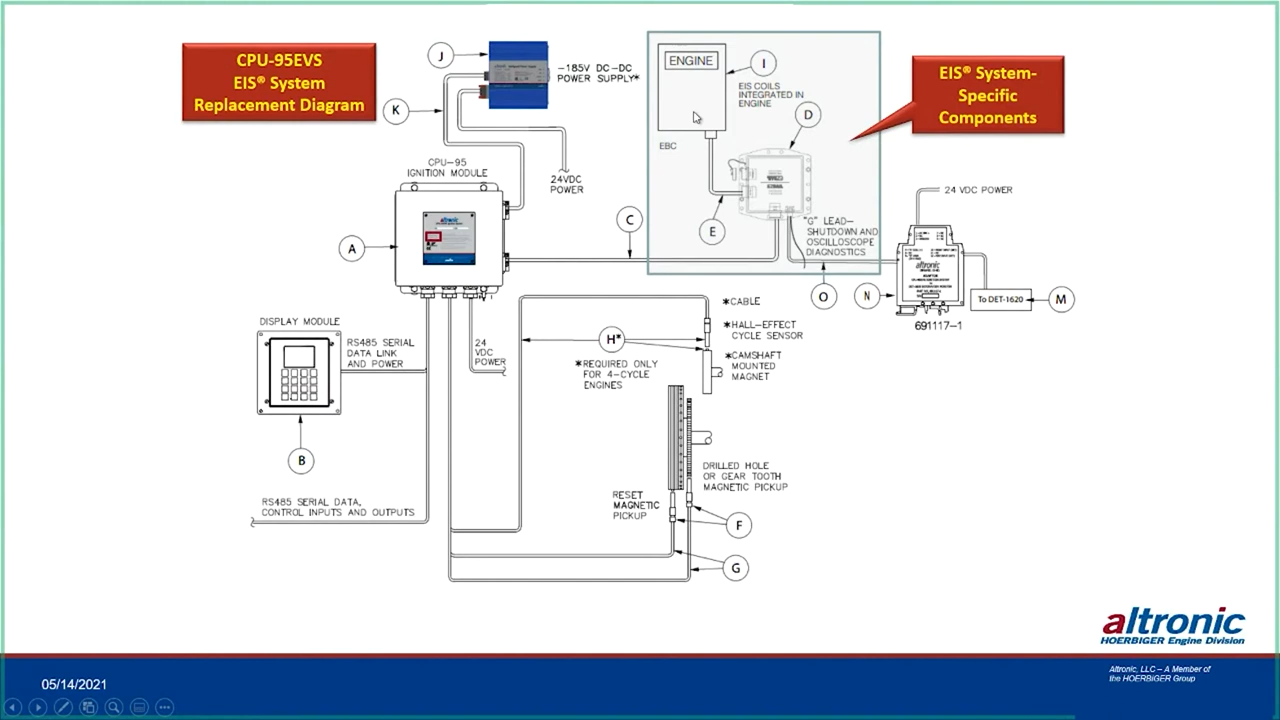 CPU-95EVS
EIS® System
Replacement Diagram
J
-185V DC-DC
POWER SUPPLY*
K
24VDC
POWER
CPU-95
IGNITION MODULE
altronic
A
C
ENGINE
I
EIS COILS
INTEGRATED IN
ENGINE
D
EBC
E
"G" LEAD-
SHUTDOWN AND
OSCILLOSCOPE
DIAGNOSTICS
EIS® System-
Specific
Components
24 VDC POWER
O
N
altronic
691117-1
To DET-1620
M
DISPLAY MODULE
RS485 SERIAL
DATA LINK
AND POWER
24
VDC
POWER
B
RS485 SERIAL DATA,
CONTROL INPUTS AND OUTPUTS
H*
*REQUIRED ONLY
FOR 4-CYCLE
ENGINES
*CABLE
*HALL-EFFECT
CYCLE SENSOR
*CAMSHAFT
MOUNTED
MAGNET
DRILLED HOLE
OR GEAR TOOTH
MAGNETIC PICKUP
RESET
MAGNETIC
PICKUP
F
G
altronic
HOERBIGER Engine Division
Altronic, LLC – A Member of
the HOERBIGER Group
05/14/2021